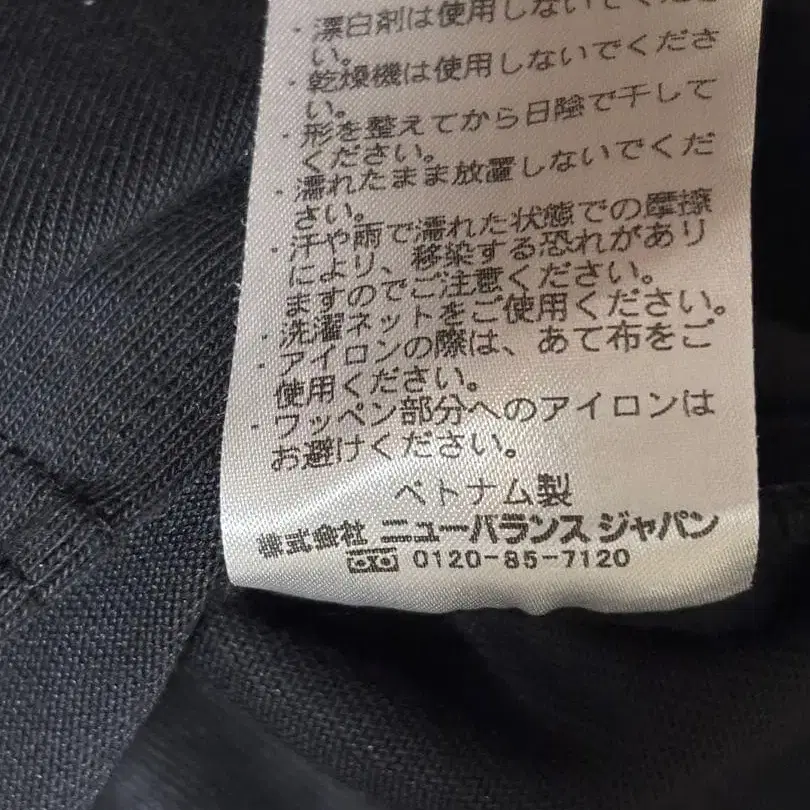 ・漂白剤は使用しないでくださ
い。
・乾燥機は使用しないでくださ
い。
・形を整えてから日陰で干して
ください。
・濡れたまま放置しないでくだ
さい。
・汗や雨で濡れた状態での摩擦
により、移染する恐れがあり
ますのでご注意ください。
・洗濯ネットをご使用ください。
・アイロンの際は、あて布をご
使用ください。
・ワッペン部分へのアイロンは
お避けください。
ベトナム製
株式会社 ニューバランス ジャパン
0120-85-7120